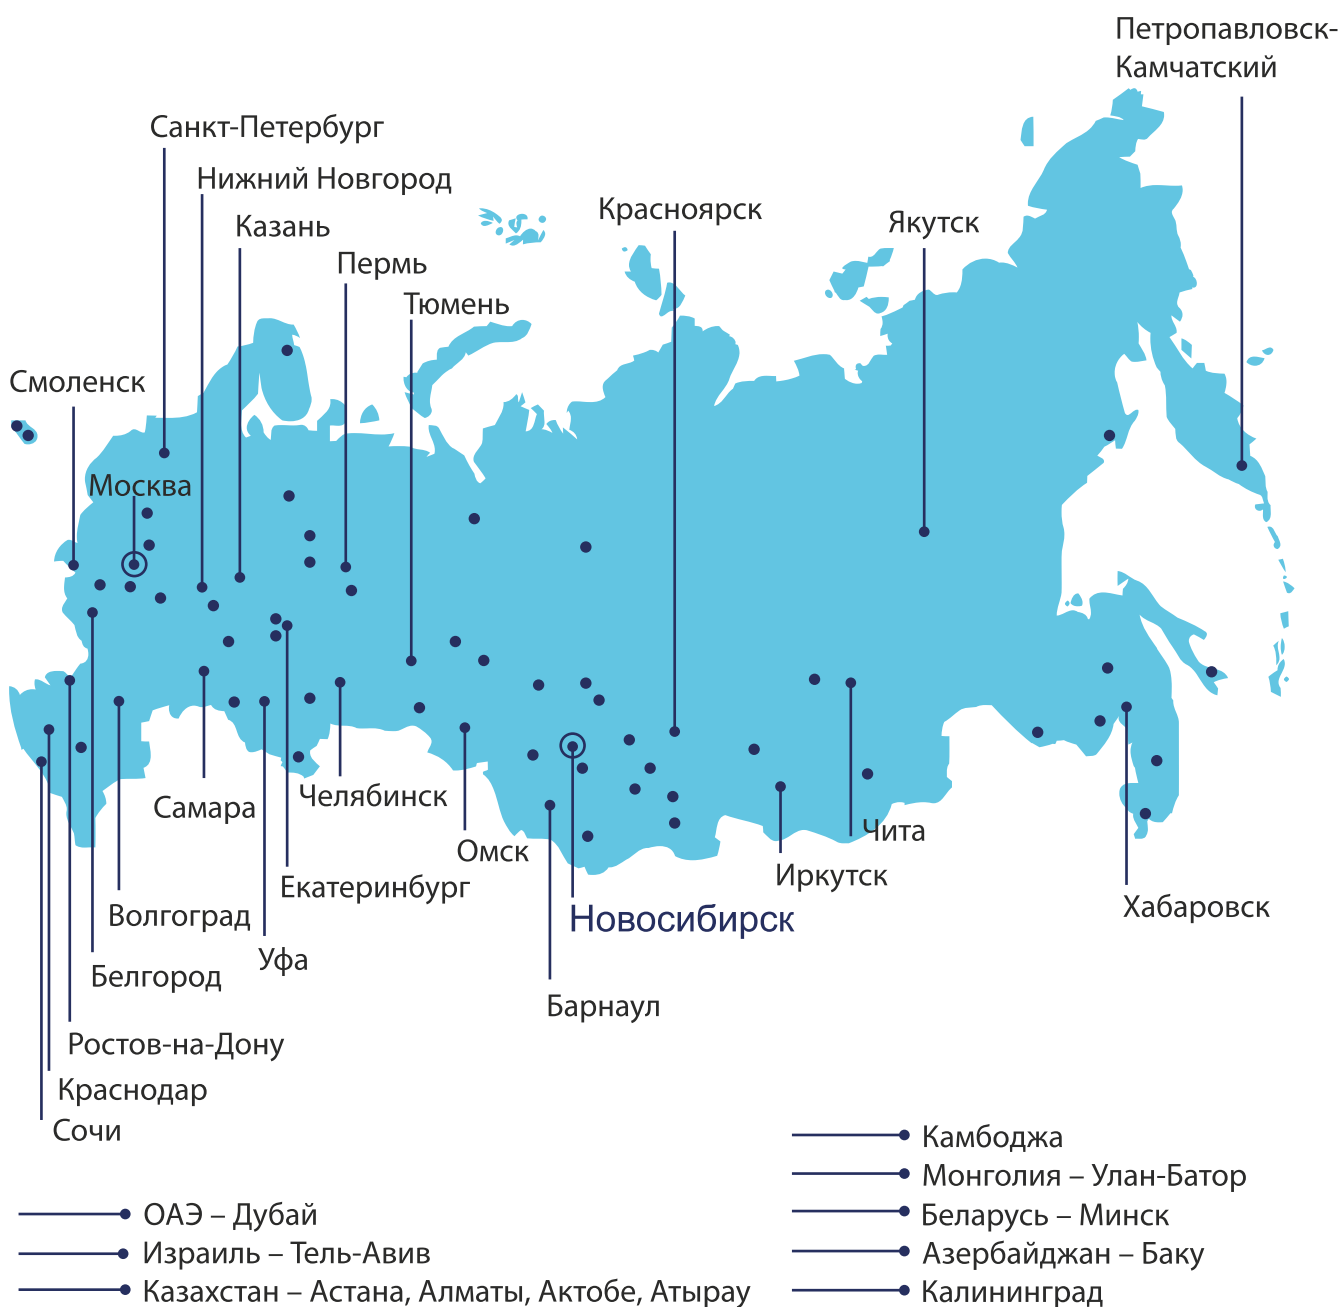 Петропавловск-
Камчатский
Санкт-Петербург
Нижний Новгород
Красноярск
Якутск
Казань
Пермь
Тюмень
Смоленск
Москва
Самара
Челябинск
Чита
Омск
Иркутск
Екатеринбург
Волгоград
Новосибирск
Хабаровск
Уфа
Белгород
Барнаул
Ростов-на-Дону
Краснодар
Сочи
ОАЭ – Дубай
Израиль – Тель-Авив
Казахстан – Астана, Алматы, Актобе, Атырау
Камбоджа
Монголия – Улан-Батор
Беларусь – Минск
Азербайджан – Баку
Калининград